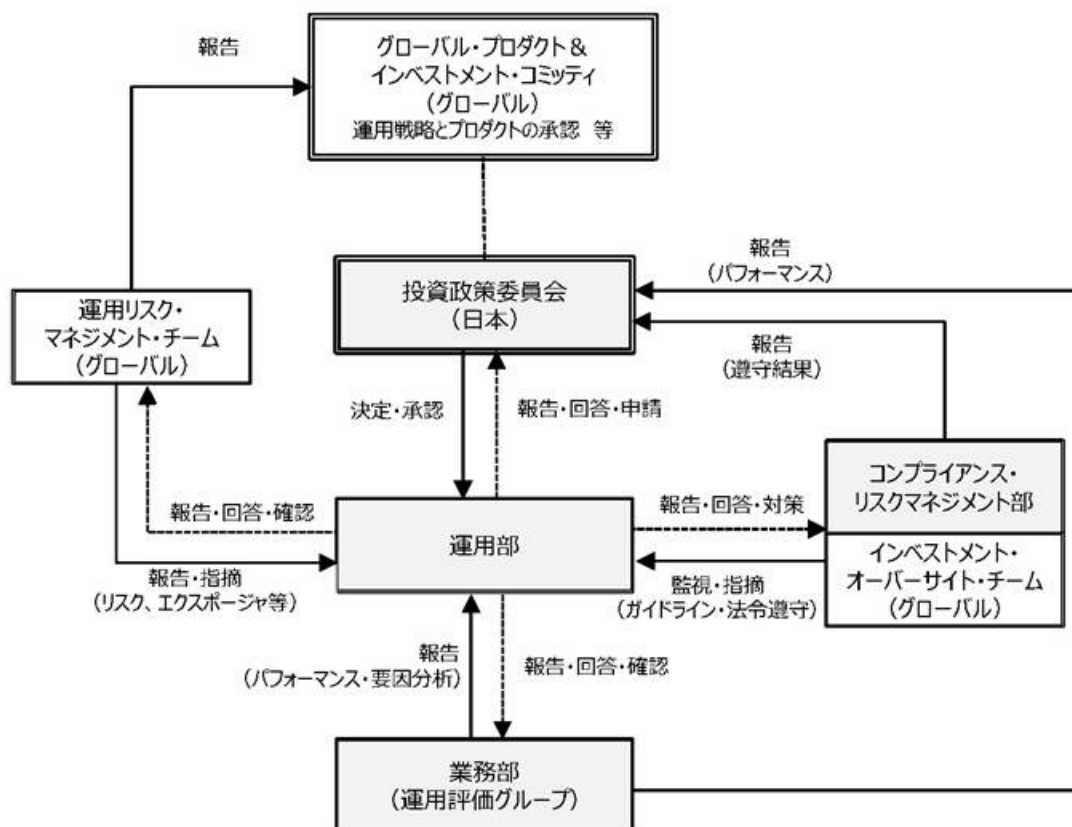 報告
グローバル・プロダクト &
インベストメント・コミッティ
(グローバル)
運用戦略とプロダクトの承認 等
報告
(パフォーマンス)
投資政策委員会
(日本)
運用リスク・
マネジメント・チーム
(グローバル)
報告
(遵守結果)
決定・承認
報告・回答・申請
コンプライアンス・
リスクマネジメント部
報告・回答・確認
運用部
報告・回答・対策
インベストメント・
オーバーサイト・チーム
(グローバル)
報告・指摘
(リスク、エクスポージャ等)
監視・指摘
(ガイドライン・法令遵守)
報告
(パフォーマンス・要因分析)
報告・回答・確認
業務部
(運用評価グループ)